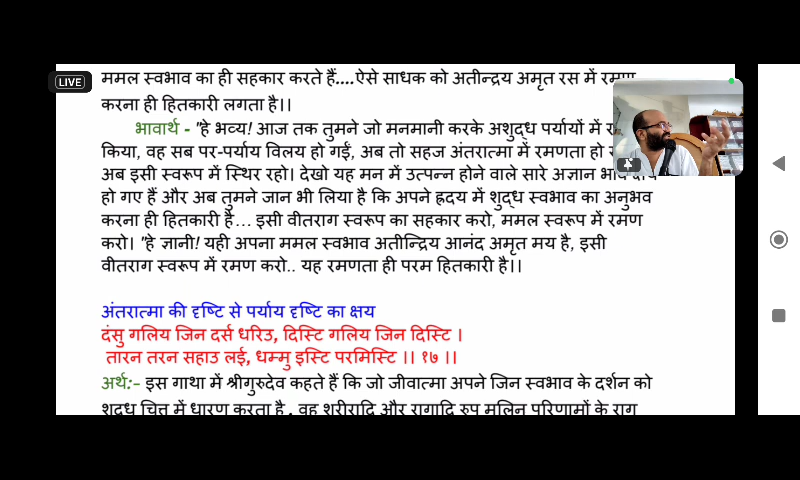 LIVE
ममल स्वभाव का ही सहकार करते हैं....ऐसे साधक को अतीन्द्रय अमृत रस में रमण
करना ही हितकारी लगता है।।
भावार्थ - "हे भव्य! आज तक तुमने जो मनमानी करके अशुद्ध पर्यायों में
किया, वह सब पर-पर्याय विलय हो गईं, अब तो सहज अंतरात्मा में रमणता हो
अब इसी स्वरूप में स्थिर रहो। देखो यह मन में उत्पन्न होने वाले सारे अज्ञान
हो गए हैं और अब तुमने जान भी लिया है कि अपने ह्रदय में शुद्ध स्वभाव का अनुभव
करना ही हितकारी है... इसी वीतराग स्वरूप का सहकार करो, ममल स्वरूप में रमण
करो। "हे ज्ञानी! यही अपना ममल स्वभाव अतीन्द्रिय आनंद अमृत मय है, इसी
वीतराग स्वरूप में रमण करो.. यह रमणता ही परम हितकारी है।।
अंतरात्मा की दृष्टि से पर्याय दृष्टि का क्षय
दंसु गलिय जिन दर्स धरिउ, दिस्टि गलिय जिन दिस्टि ।
तारन तरन सहाउ लई, धम्मु इस्टि परमिस्टि ।। १७ ।।
अर्थ:- इस गाथा में श्रीगुरुदेव कहते हैं कि जो जीवात्मा अपने जिन स्वभाव के दर्शन को
शुद्ध चित्त में धारण करता है , वह शरीरादि और रागादि रुप मलिन परिणामों के राग